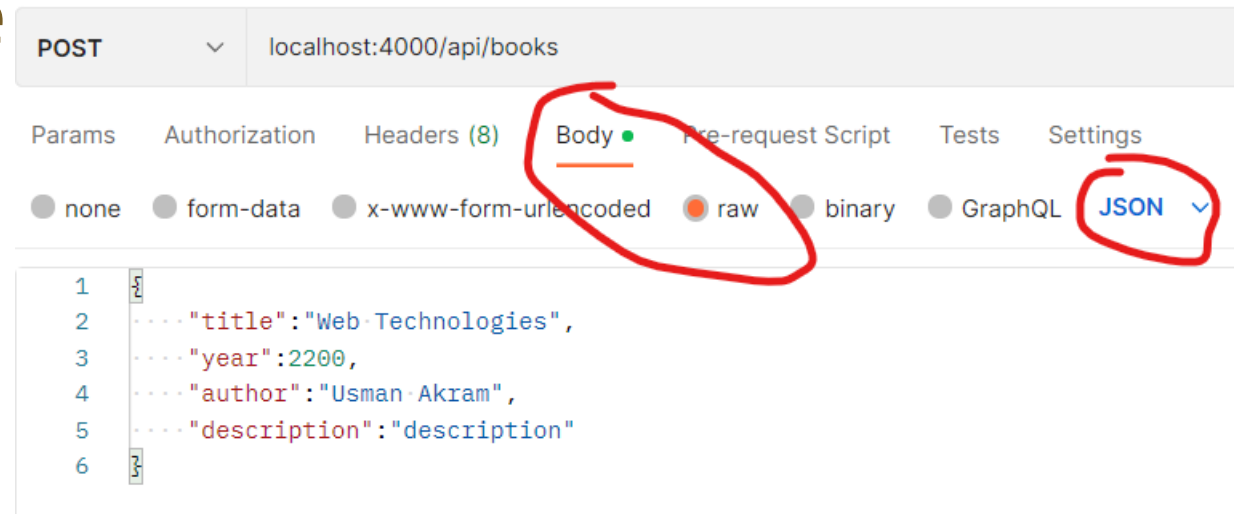 POST localhost:4000/api/books
Params Authorization Headers (8) Body Pre-request Script Tests Settings
none form-data x-www-form-urlencoded raw binary GraphQL JSON
1 {
2 "title":"Web Technologies",
3 "year":2200,
4 "author":"Usman Akram",
5 "description":"description"
6 }